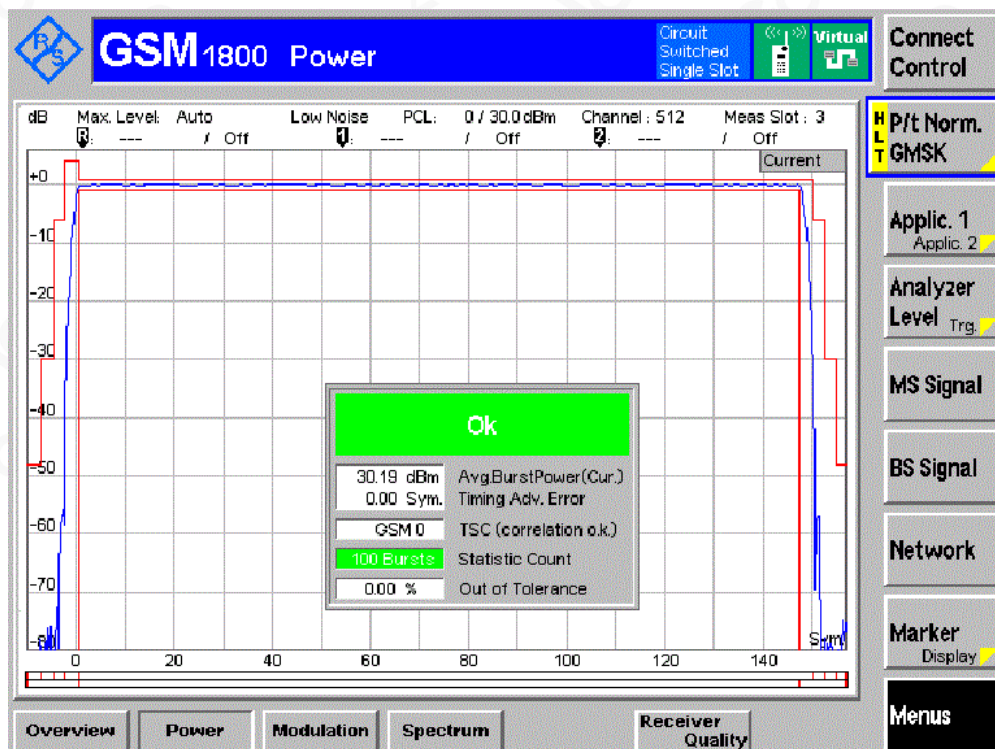 R/S
GSM 1800 Power
Circuit Switched Single Slot
Virtual
Connect Control
dB Max. Level: Auto Low Noise PCL: 0 / 30.0 dBm Channel : 512 Meas Slot : 3
R --- / Off 1 --- / Off 2 --- / Off
Current
HLT
P/t Norm. GMSK
Applic. 1
Applic. 2
Analyzer Level Trg.
MS Signal
BS Signal
Network
Marker
Display
Menus
+0
-10
-20
-30
-40
-50
-60
-70
-80
Ok
30.19 dBm Avg.BurstPower(Cur.)
0.00 Sym. Timing Adv. Error
GSM 0 TSC (correlation o.k.)
100 Bursts Statistic Count
0.00 % Out of Tolerance
Sym
0 20 40 60 80 100 120 140
Overview Power Modulation Spectrum Receiver Quality